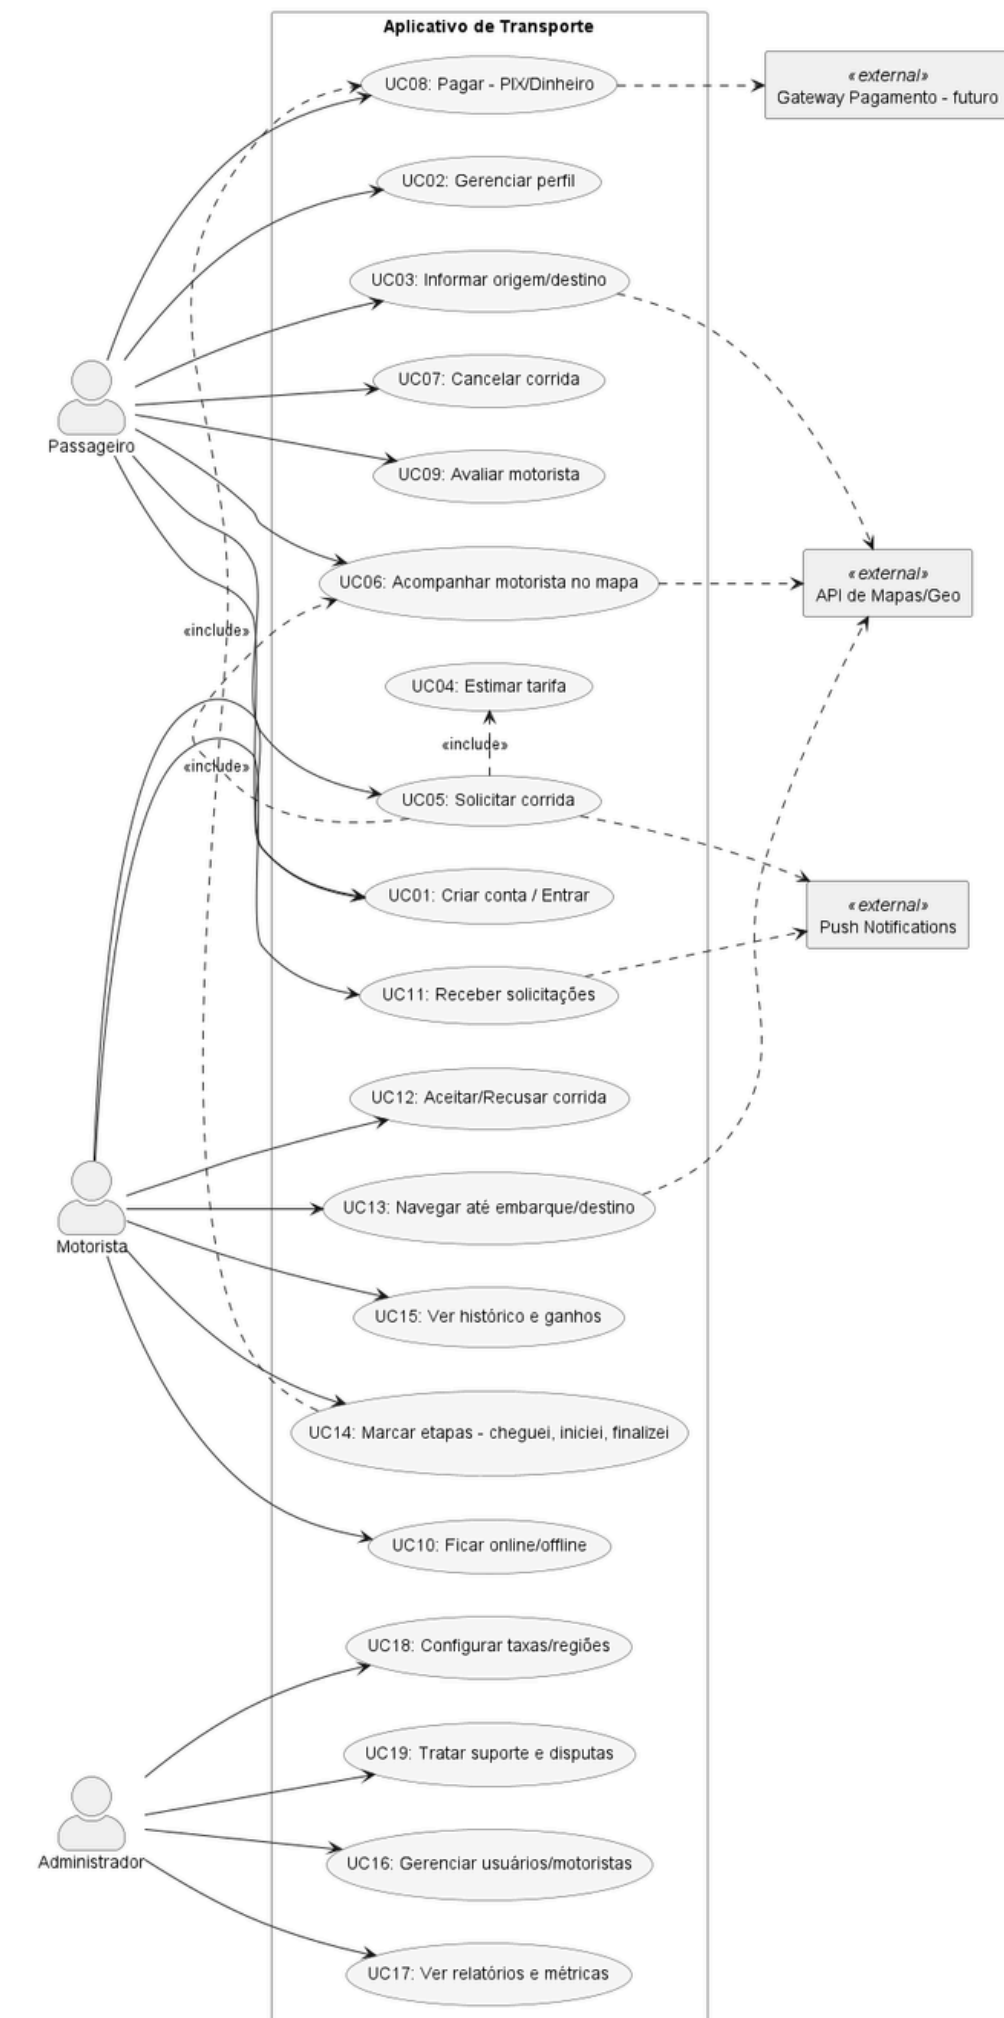 Aplicativo de Transporte
UC08: Pagar - PIX/Dinheiro
«external»
Gateway Pagamento - futuro
UC02: Gerenciar perfil
UC03: Informar origem/destino
UC07: Cancelar corrida
Passageiro
UC09: Avaliar motorista
UC06: Acompanhar motorista no mapa
«external»
API de Mapas/Geo
«include»
UC04: Estimar tarifa
«include»
«include»
UC05: Solicitar corrida
UC01: Criar conta / Entrar
«external»
Push Notifications
UC11: Receber solicitações
UC12: Aceitar/Recusar corrida
UC13: Navegar até embarque/destino
Motorista
UC15: Ver histórico e ganhos
UC14: Marcar etapas - cheguei, iniciei, finalizei
UC10: Ficar online/offline
UC18: Configurar taxas/regiões
UC19: Tratar suporte e disputas
Administrador
UC16: Gerenciar usuários/motoristas
UC17: Ver relatórios e métricas